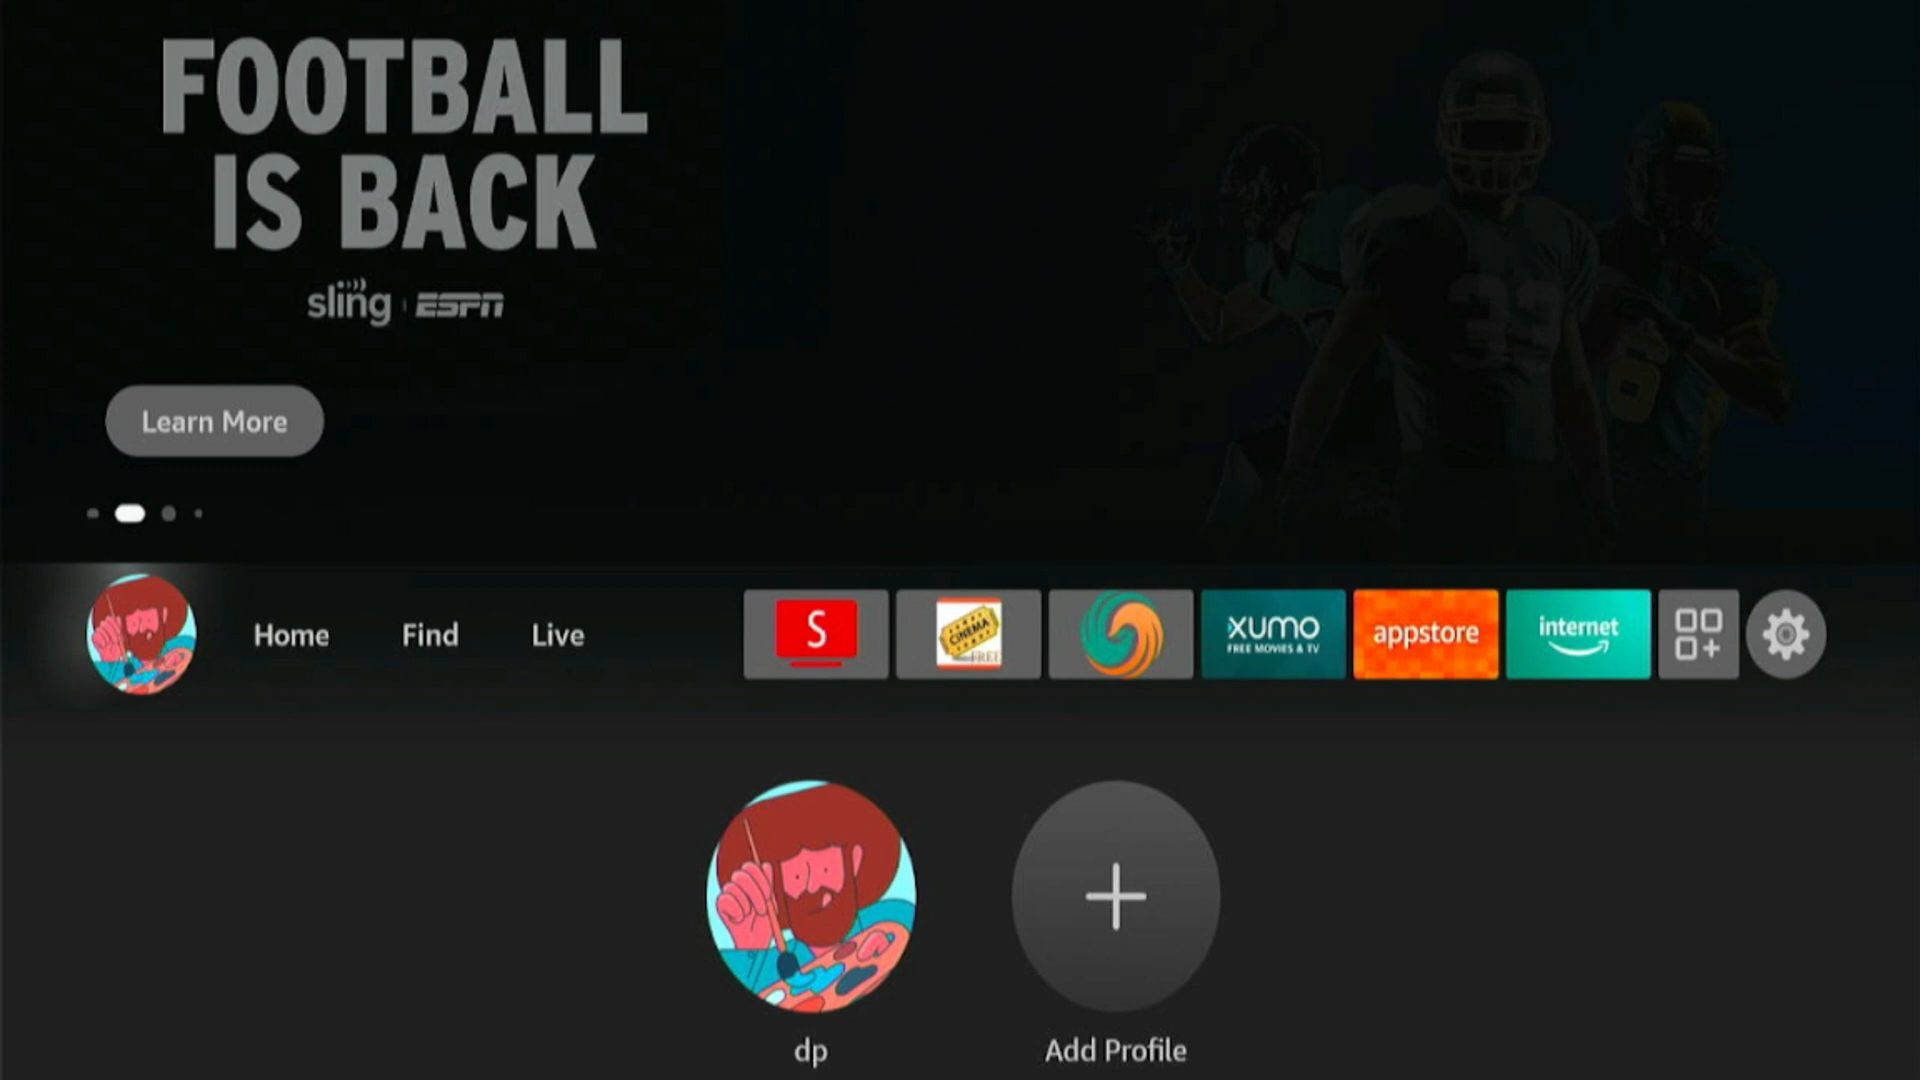 FOOTBALL
IS BACK
sling ESPN
Learn More
Home Find Live S CINEMA FREE xumo FREE MOVIES & TV appstore internet
33
dp Add Profile